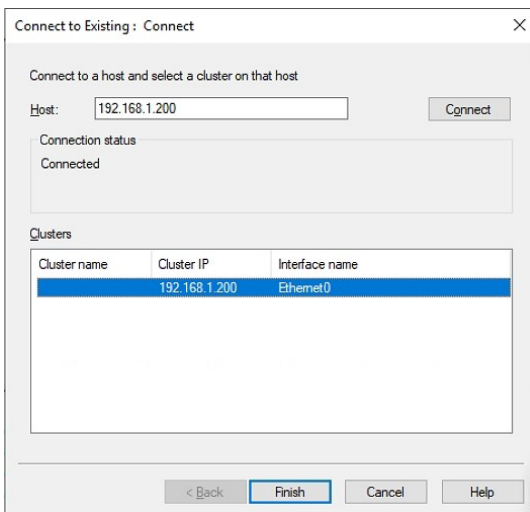 Connect to Existing : Connect
Connect to a host and select a cluster on that host
Host: 192.168.1.200 Connect
Connection status
Connected
Clusters
Cluster name Cluster IP Interface name
192.168.1.200 Ethernet0
< Back Finish Cancel Help